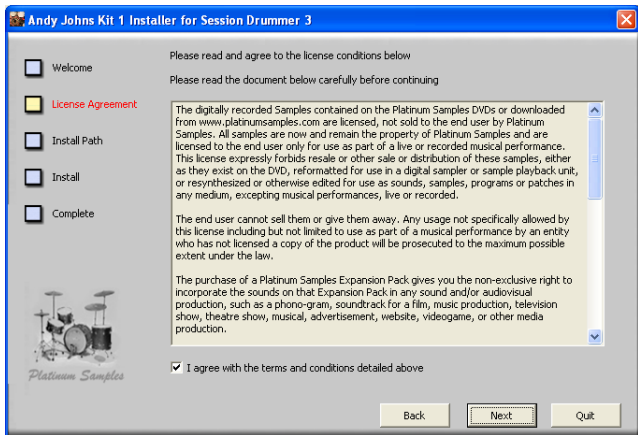 Andy Johns Kit 1 Installer for Session Drummer 3
Welcome
License Agreement
Install Path
Install
Complete
Platinum Samples
Please read and agree to the license conditions below
Please read the document below carefully before continuing
The digitally recorded Samples contained on the Platinum Samples DVDs or downloaded
from www.platinumsamples.com are licensed, not sold to the end user by Platinum
Samples. All samples are now and remain the property of Platinum Samples and are
licensed to the end user only for use as part of a live or recorded musical performance.
This license expressly forbids resale or other sale or distribution of these samples, either
as they exist on the DVD, reformatted for use in a digital sampler or sample playback unit,
or resynthesized or otherwise edited for use as sounds, samples, programs or patches in
any medium, excepting musical performances, live or recorded.
The end user cannot sell them or give them away. Any usage not specifically allowed by
this license including but not limited to use as part of a musical performance by an entity
who has not licensed a copy of the product will be prosecuted to the maximum possible
extent under the law.
The purchase of a Platinum Samples Expansion Pack gives you the non-exclusive right to
incorporate the sounds on that Expansion Pack in any sound and/or audiovisual
production, such as a phono-gram, soundtrack for a film, music production, television
show, theatre show, musical, advertisement, website, videogame, or other media
production.
I agree with the terms and conditions detailed above
Back Next Quit